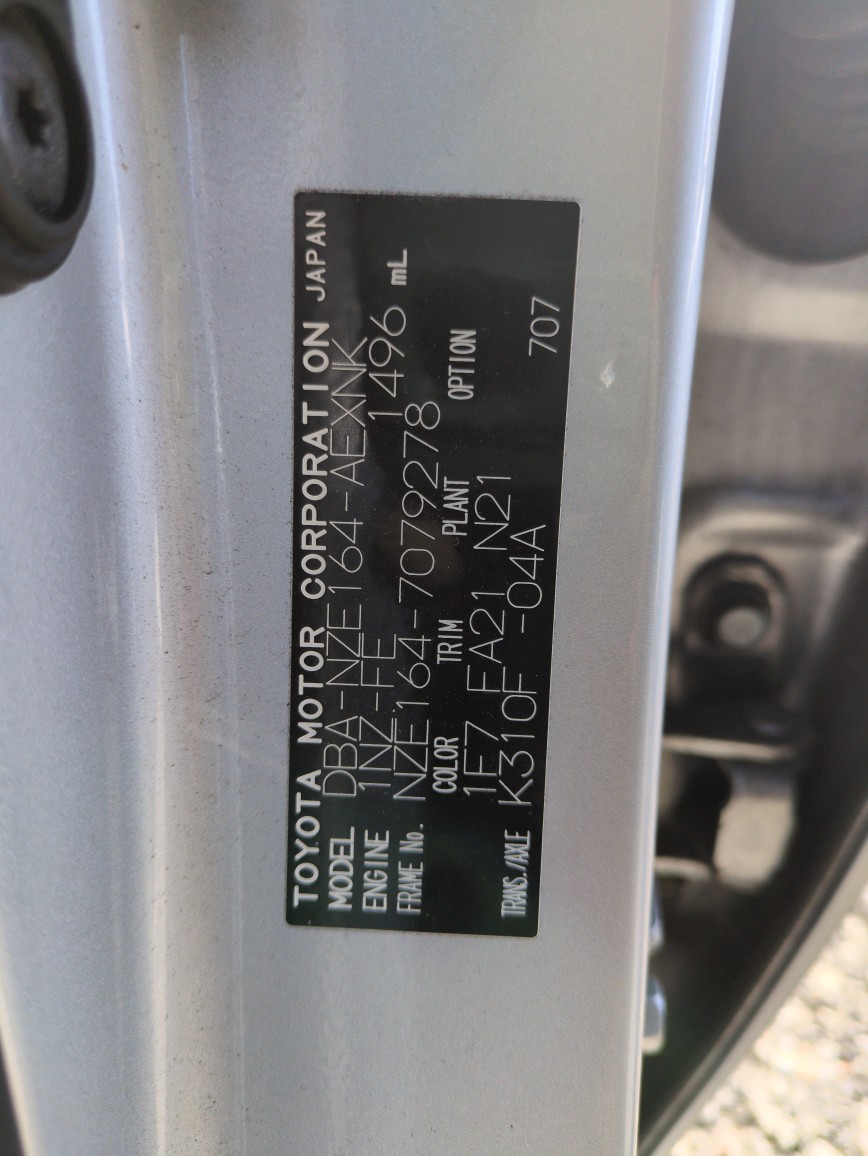 TOYOTA MOTOR CORPORATION JAPAN
MODEL DBA-NZE164-AEXNK
ENGINE 1NZ-FE 1496 mL
FRAME No. NZE164-7079278
COLOR TRIM PLANT OPTION
1F7 FA21 N21
TRANS./AXLE K310F -04A 707